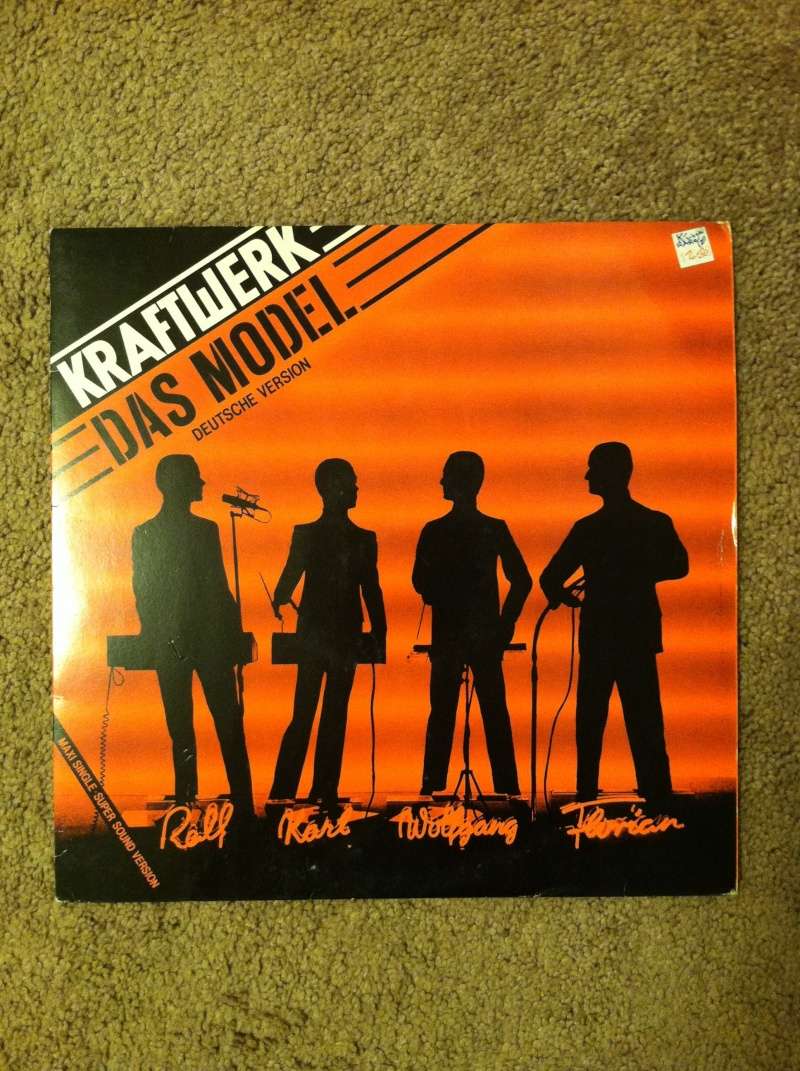 KRAFTWERK
DAS MODEL
DEUTSCHE VERSION
MAXI SINGLE SUPER SOUND VERSION
Ralf Karl Wolfgang Florian